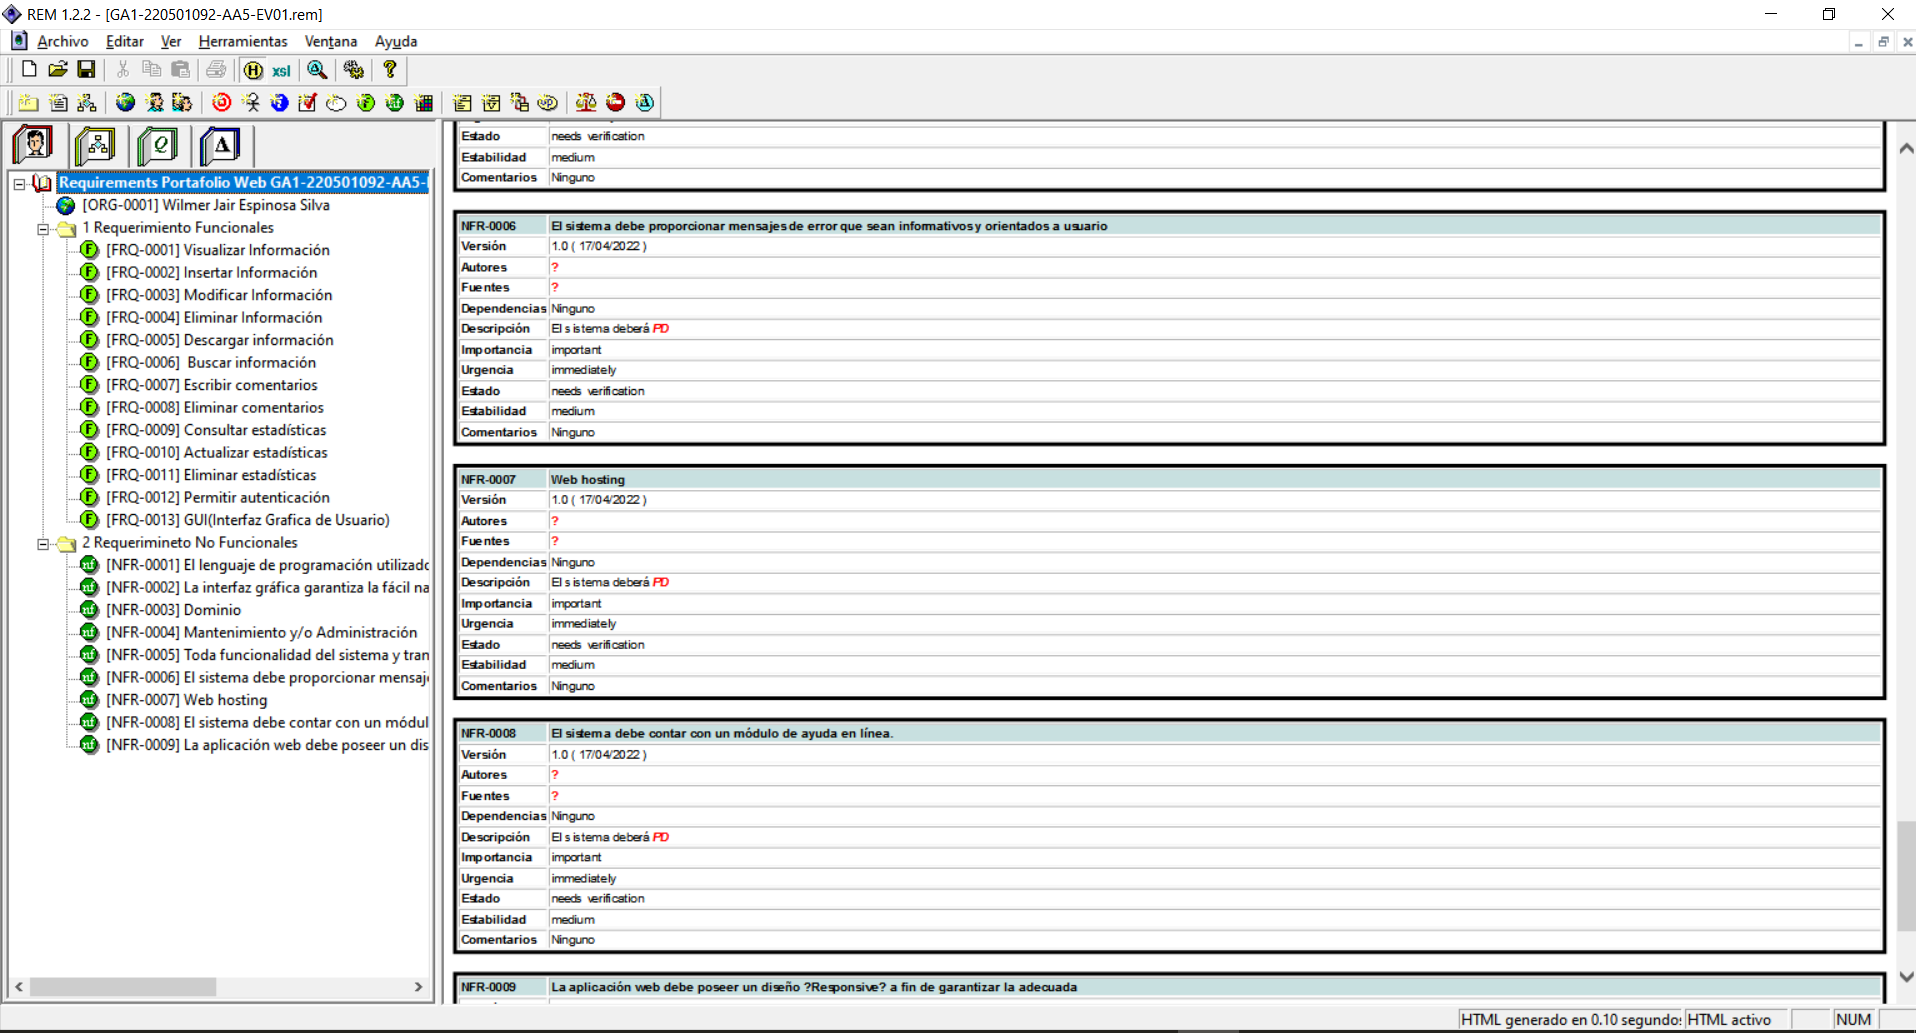 REM 1.2.2 - [GA1-220501092-AA5-EV01.rem]
Archivo Editar Ver Herramientas Ventana Ayuda
H xsl A ?
Q A
Requirements Portafolio Web GA1-220501092-AA5-
[ORG-0001] Wilmer Jair Espinosa Silva
1 Requerimiento Funcionales
[FRQ-0001] Visualizar Información
[FRQ-0002] Insertar Información
[FRQ-0003] Modificar Información
[FRQ-0004] Eliminar Información
[FRQ-0005] Descargar información
[FRQ-0006] Buscar información
[FRQ-0007] Escribir comentarios
[FRQ-0008] Eliminar comentarios
[FRQ-0009] Consultar estadísticas
[FRQ-0010] Actualizar estadísticas
[FRQ-0011] Eliminar estadísticas
[FRQ-0012] Permitir autenticación
[FRQ-0013] GUI(Interfaz Grafica de Usuario)
2 Requerimineto No Funcionales
[NFR-0001] El lenguaje de programación utilizado
[NFR-0002] La interfaz gráfica garantiza la fácil na
[NFR-0003] Dominio
[NFR-0004] Mantenimiento y/o Administración
[NFR-0005] Toda funcionalidad del sistema y tran
[NFR-0006] El sistema debe proporcionar mensaje
[NFR-0007] Web hosting
[NFR-0008] El sistema debe contar con un módul
[NFR-0009] La aplicación web debe poseer un dis
Estado needs verification
Estabilidad medium
Comentarios Ninguno
NFR-0006 El sistema debe proporcionar mensajes de error que sean informativos y orientados a usuario
Versión 1.0 ( 17/04/2022 )
Autores ?
Fuentes ?
Dependencias Ninguno
Descripción El sistema deberá PD
Importancia important
Urgencia immediately
Estado needs verification
Estabilidad medium
Comentarios Ninguno
NFR-0007 Web hosting
Versión 1.0 ( 17/04/2022 )
Autores ?
Fuentes ?
Dependencias Ninguno
Descripción El sistema deberá PD
Importancia important
Urgencia immediately
Estado needs verification
Estabilidad medium
Comentarios Ninguno
NFR-0008 El sistema debe contar con un módulo de ayuda en línea.
Versión 1.0 ( 17/04/2022 )
Autores ?
Fuentes ?
Dependencias Ninguno
Descripción El sistema deberá PD
Importancia important
Urgencia immediately
Estado needs verification
Estabilidad medium
Comentarios Ninguno
NFR-0009 La aplicación web debe poseer un diseño ?Responsive? a fin de garantizar la adecuada
HTML generado en 0.10 segundos HTML activo NUM